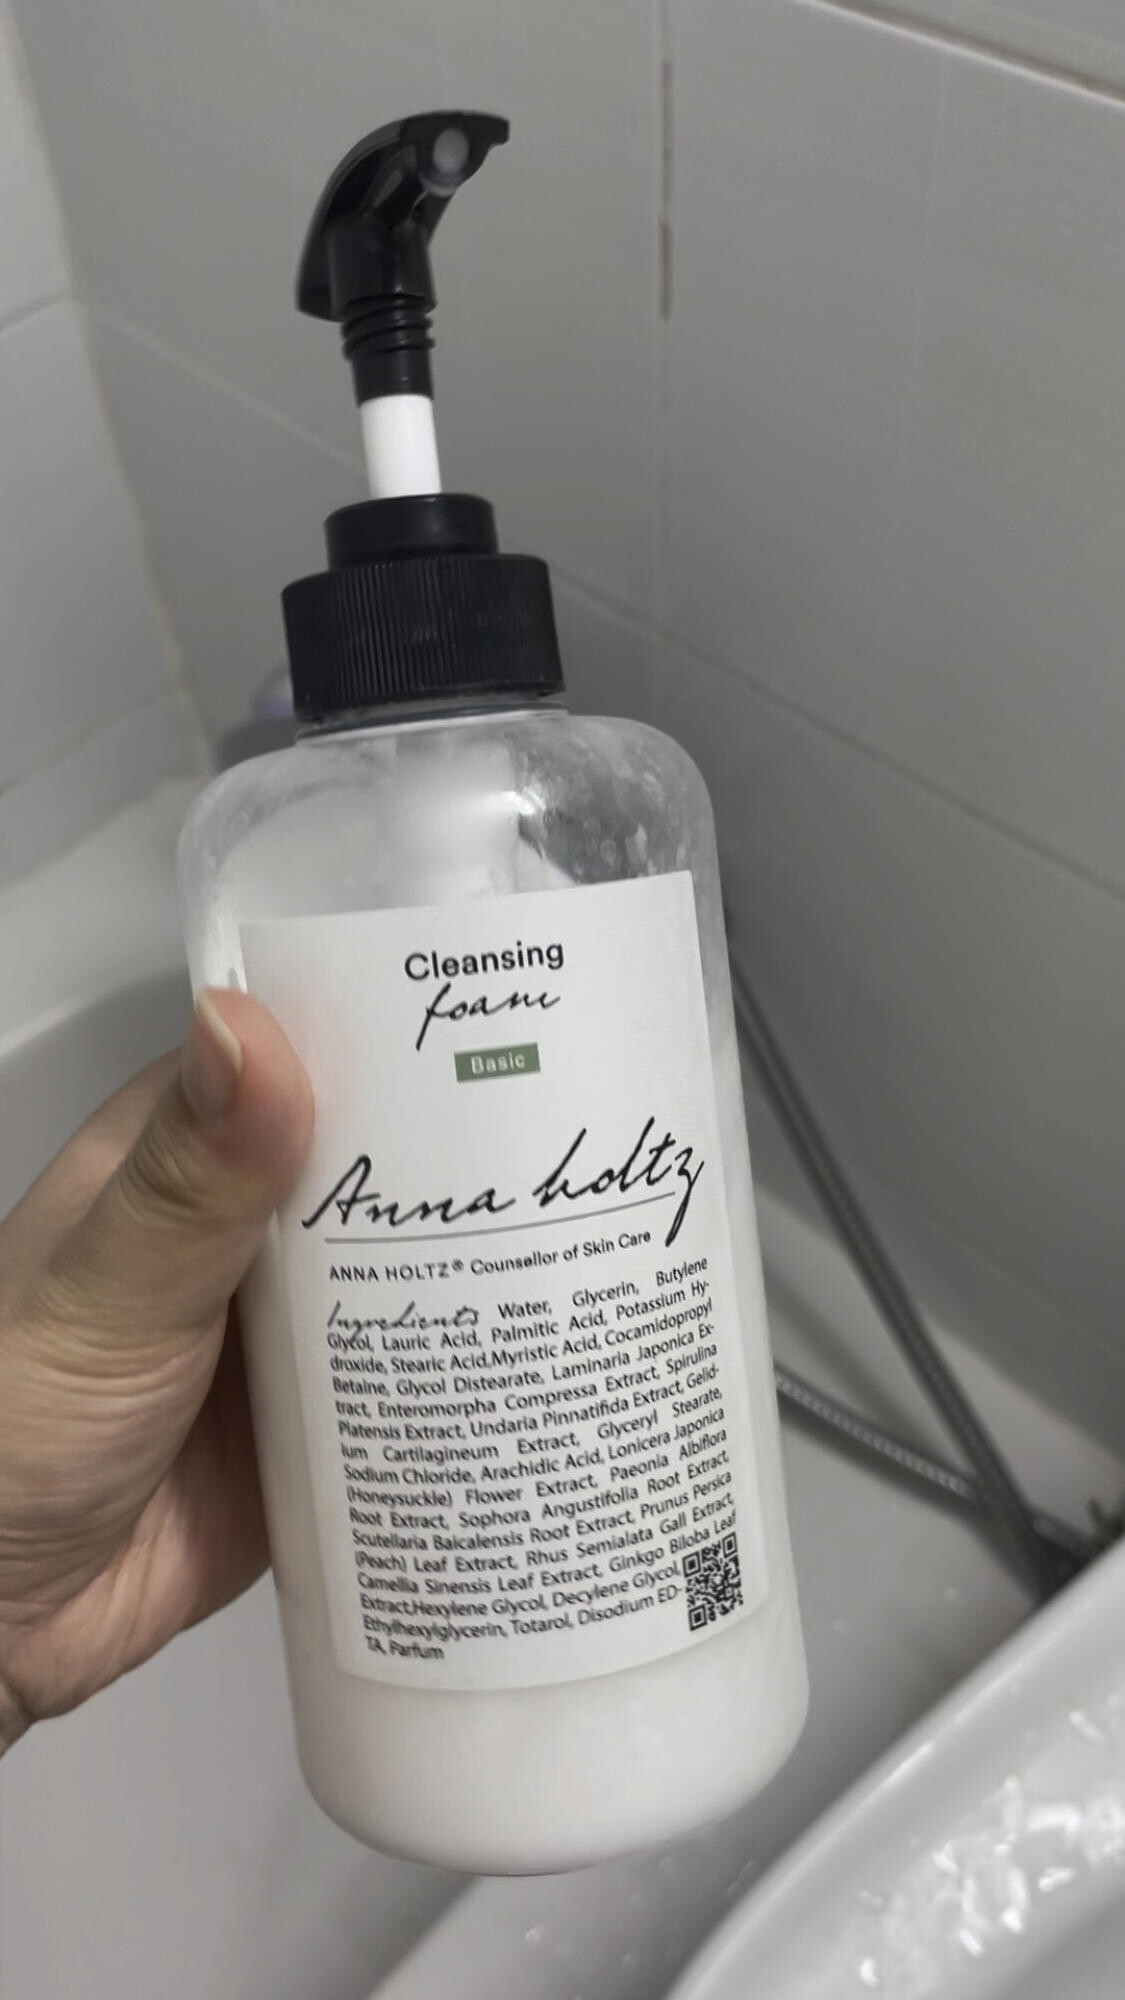 Cleansing
foam
Basic
Anna holtz
ANNA HOLTZ® Counsellor of Skin Care
Ingredients Water, Glycerin, Butylene
Glycol, Lauric Acid, Palmitic Acid, Potassium Hy-
droxide, Stearic Acid,Myristic Acid, Cocamidopropyl
Betaine, Glycol Distearate, Laminaria Japonica Ex-
tract, Enteromorpha Compressa Extract, Spirulina
Platensis Extract, Undaria Pinnatifida Extract, Gelid-
ium Cartilagineum Extract, Glyceryl Stearate,
Sodium Chloride, Arachidic Acid, Lonicera Japonica
(Honeysuckle) Flower Extract, Paeonia Albiflora
Root Extract, Sophora Angustifolia Root Extract,
Scutellaria Baicalensis Root Extract, Prunus Persica
(Peach) Leaf Extract, Rhus Semialata Gall Extract,
Camellia Sinensis Leaf Extract, Ginkgo Biloba Leaf
Extract,Hexylene Glycol, Decylene Glycol,
Ethylhexylglycerin, Totarol, Disodium ED-
TA, Parfum